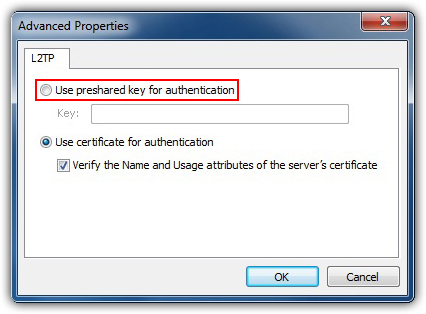 Advanced Properties
L2TP
Use preshared key for authentication
Key:
Use certificate for authentication
Verify the Name and Usage attributes of the server's certificate
OK
Cancel